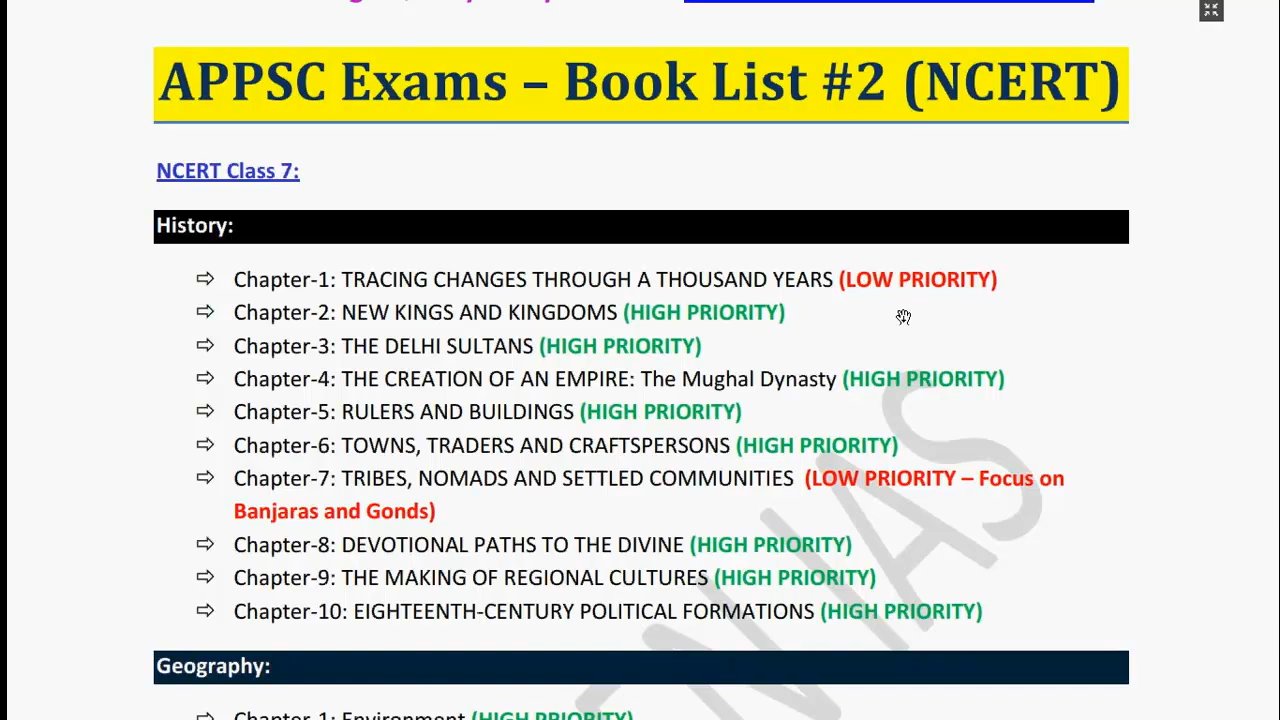 APPSC Exams – Book List #2 (NCERT)
NCERT Class 7:
History:
⇨ Chapter-1: TRACING CHANGES THROUGH A THOUSAND YEARS (LOW PRIORITY)
⇨ Chapter-2: NEW KINGS AND KINGDOMS (HIGH PRIORITY)
⇨ Chapter-3: THE DELHI SULTANS (HIGH PRIORITY)
⇨ Chapter-4: THE CREATION OF AN EMPIRE: The Mughal Dynasty (HIGH PRIORITY)
⇨ Chapter-5: RULERS AND BUILDINGS (HIGH PRIORITY)
⇨ Chapter-6: TOWNS, TRADERS AND CRAFTSPERSONS (HIGH PRIORITY)
⇨ Chapter-7: TRIBES, NOMADS AND SETTLED COMMUNITIES (LOW PRIORITY – Focus on
Banjaras and Gonds)
⇨ Chapter-8: DEVOTIONAL PATHS TO THE DIVINE (HIGH PRIORITY)
⇨ Chapter-9: THE MAKING OF REGIONAL CULTURES (HIGH PRIORITY)
⇨ Chapter-10: EIGHTEENTH-CENTURY POLITICAL FORMATIONS (HIGH PRIORITY)
Geography:
⇨ Chapter-1: Environment (HIGH PRIORITY)
IAS